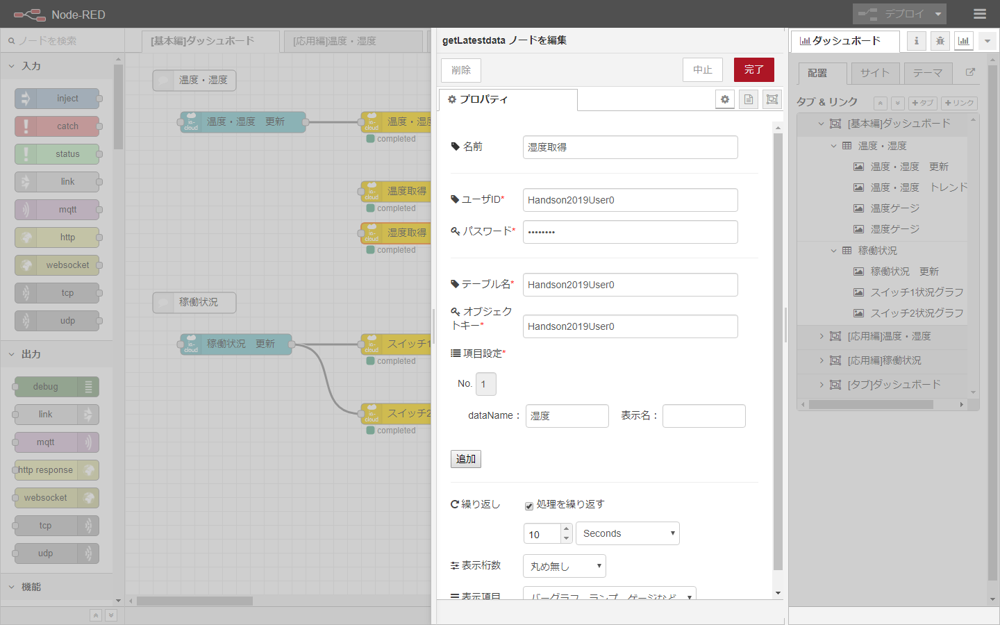 Node-RED
デプロイ
ノードを検索
入力
inject
catch
status
link
mqtt
http
websocket
tcp
udp
出力
debug
link
mqtt
http response
websocket
tcp
udp
機能
[基本編]ダッシュボード
[応用編]温度・湿度
温度・湿度
io-cloud 温度・湿度 更新
io-cloud 温度・湿度
completed
io-cloud 温度取得
completed
io-cloud 湿度取得
completed
稼働状況
io-cloud 稼働状況 更新
io-cloud スイッチ1
completed
io-cloud スイッチ2
completed
getLatestdata ノードを編集
削除
中止
完了
プロパティ
名前
湿度取得
ユーザID*
Handson2019User0
パスワード*
••••••••
テーブル名*
Handson2019User0
オブジェク
トキー*
Handson2019User0
項目設定*
No. 1
dataName： 湿度
表示名：
追加
繰り返し
処理を繰り返す
10
Seconds
表示桁数
丸め無し
表示項目
バーグラフ、ランプ、ゲージなど
ダッシュボード
配置
サイト
テーマ
タブ & リンク
+タブ
+リンク
[基本編]ダッシュボード
温度・湿度
温度・湿度 更新
温度・湿度 トレンド
温度ゲージ
湿度ゲージ
稼働状況
稼働状況 更新
スイッチ1状況グラフ
スイッチ2状況グラフ
[応用編]温度・湿度
[応用編]稼働状況
[タブ]ダッシュボード